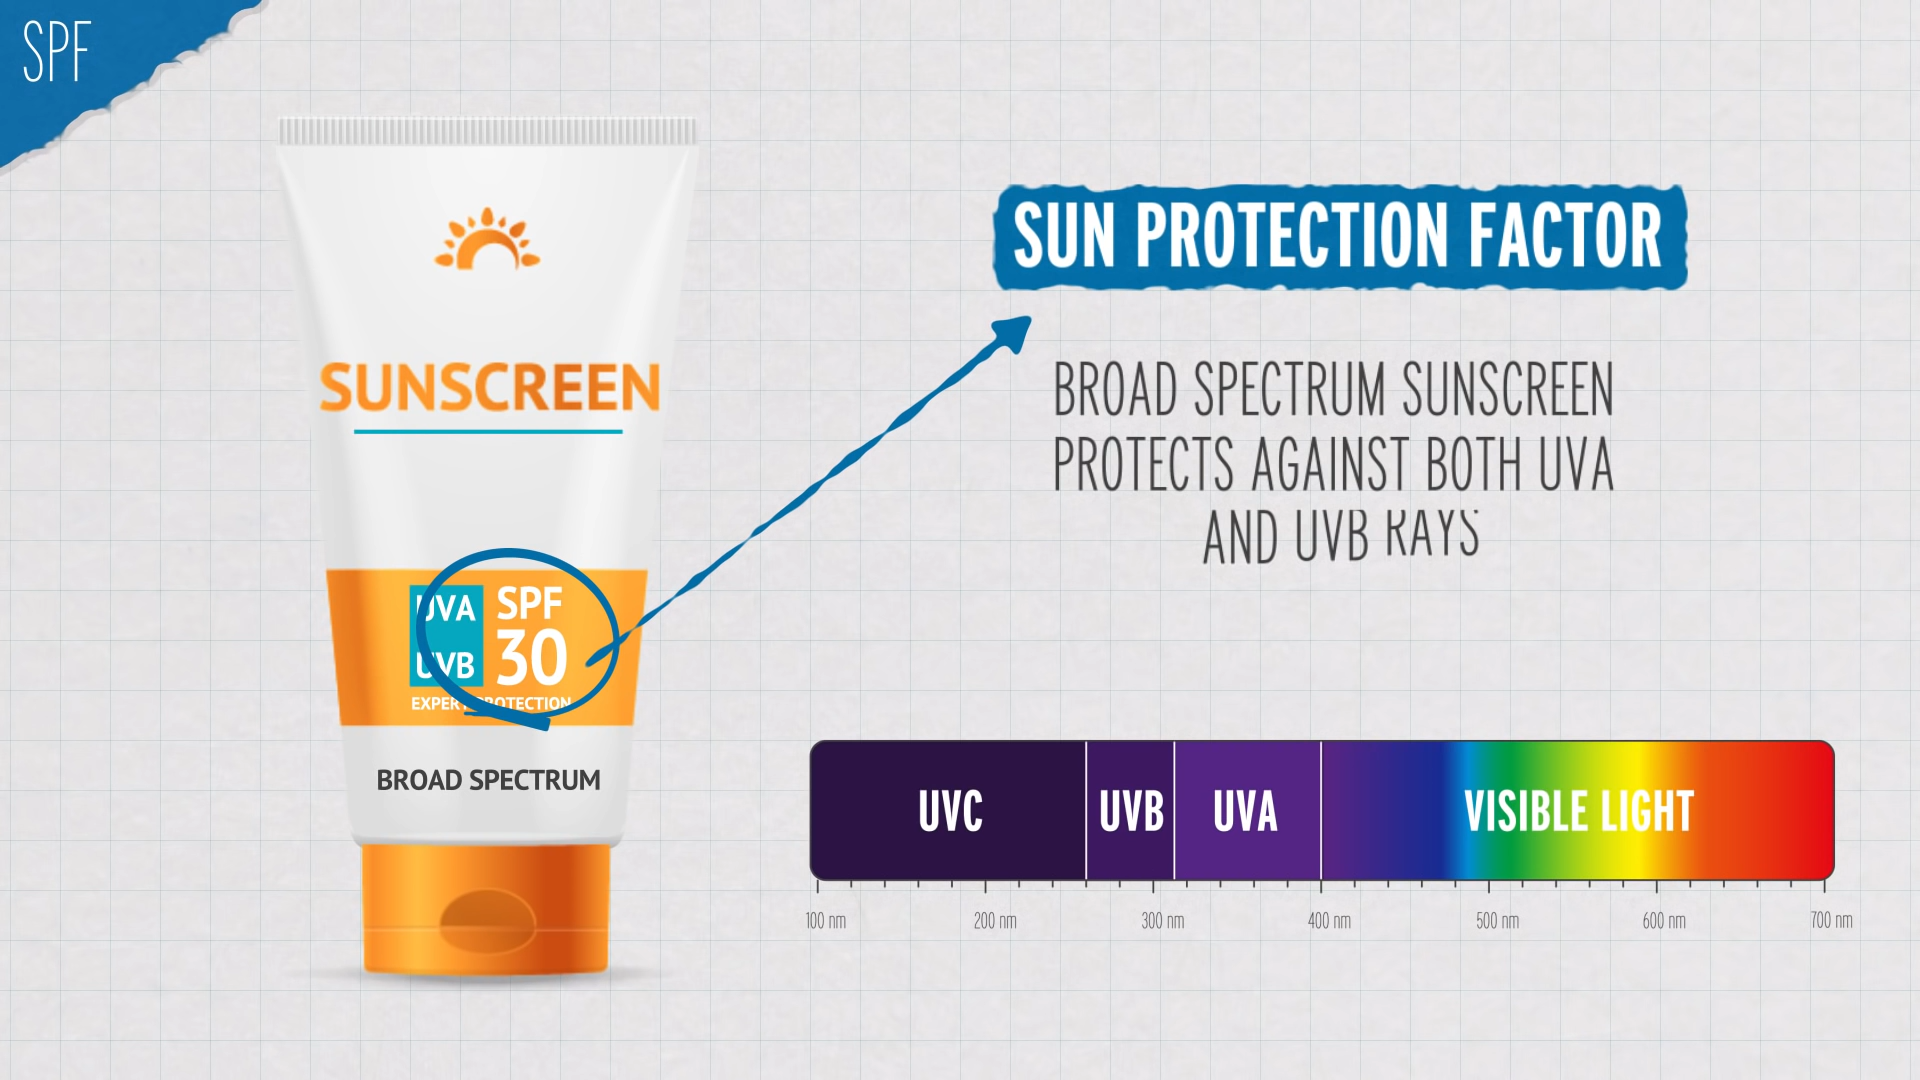 SPF
SUNSCREEN
UVA
UVB
SPF
30
EXPERT PROTECTION
BROAD SPECTRUM
SUN PROTECTION FACTOR
BROAD SPECTRUM SUNSCREEN
PROTECTS AGAINST BOTH UVA
AND UVB RAYS
UVC
UVB
UVA
VISIBLE LIGHT
100 nm
200 nm
300 nm
400 nm
500 nm
600 nm
700 nm